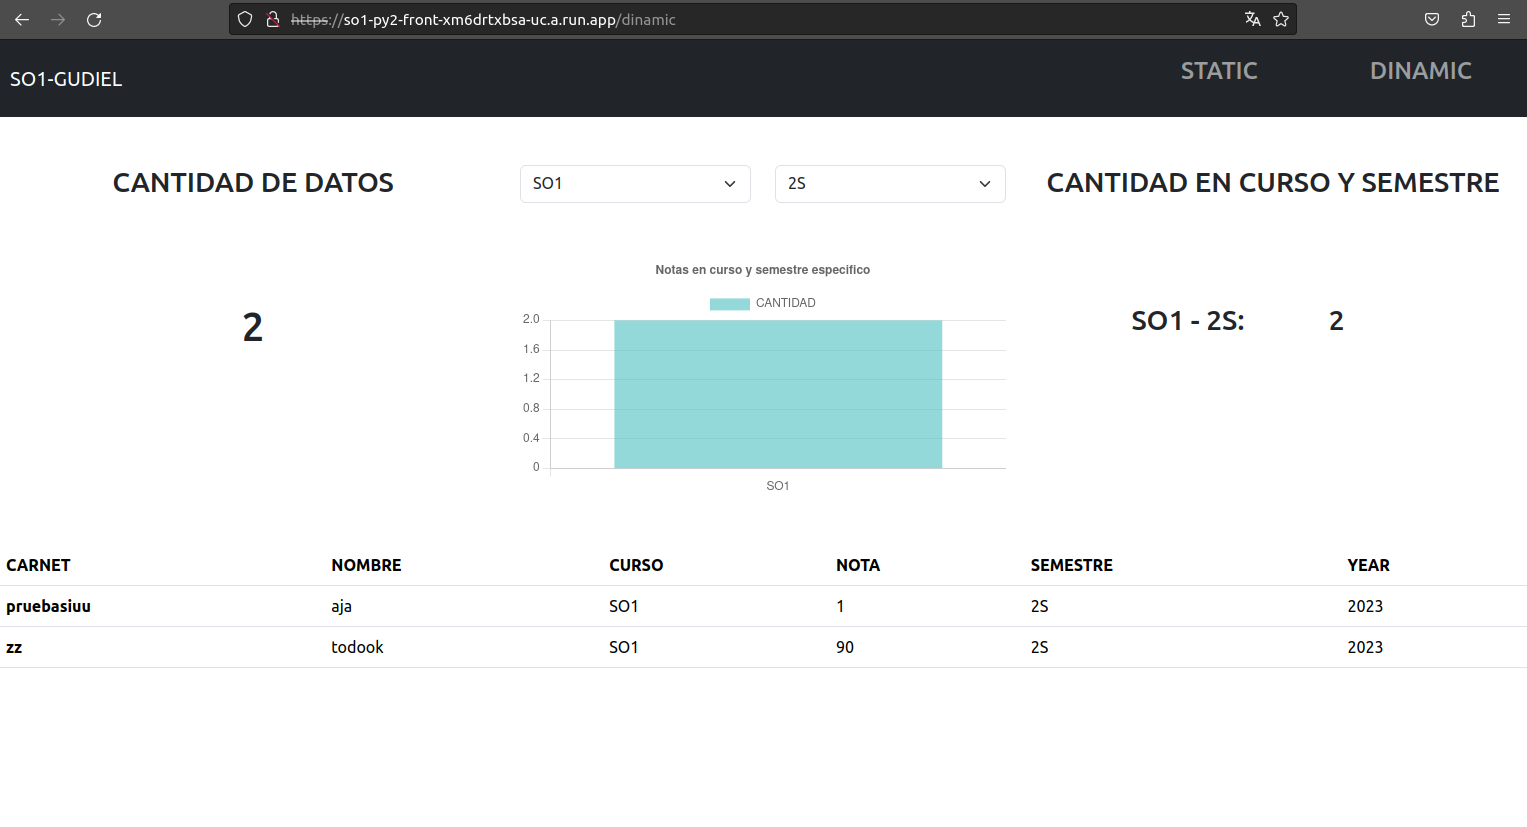 https://so1-py2-front-xm6drtxbsa-uc.a.run.app/dinamic
SO1-GUDIEL STATIC DINAMIC
CANTIDAD DE DATOS SO1 2S CANTIDAD EN CURSO Y SEMESTRE
Notas en curso y semestre especifico
CANTIDAD
2 SO1 - 2S: 2
2.0
1.6
1.2
0.8
0.4
0
SO1
CARNET NOMBRE CURSO NOTA SEMESTRE YEAR
pruebasiuu aja SO1 1 2S 2023
zz todook SO1 90 2S 2023